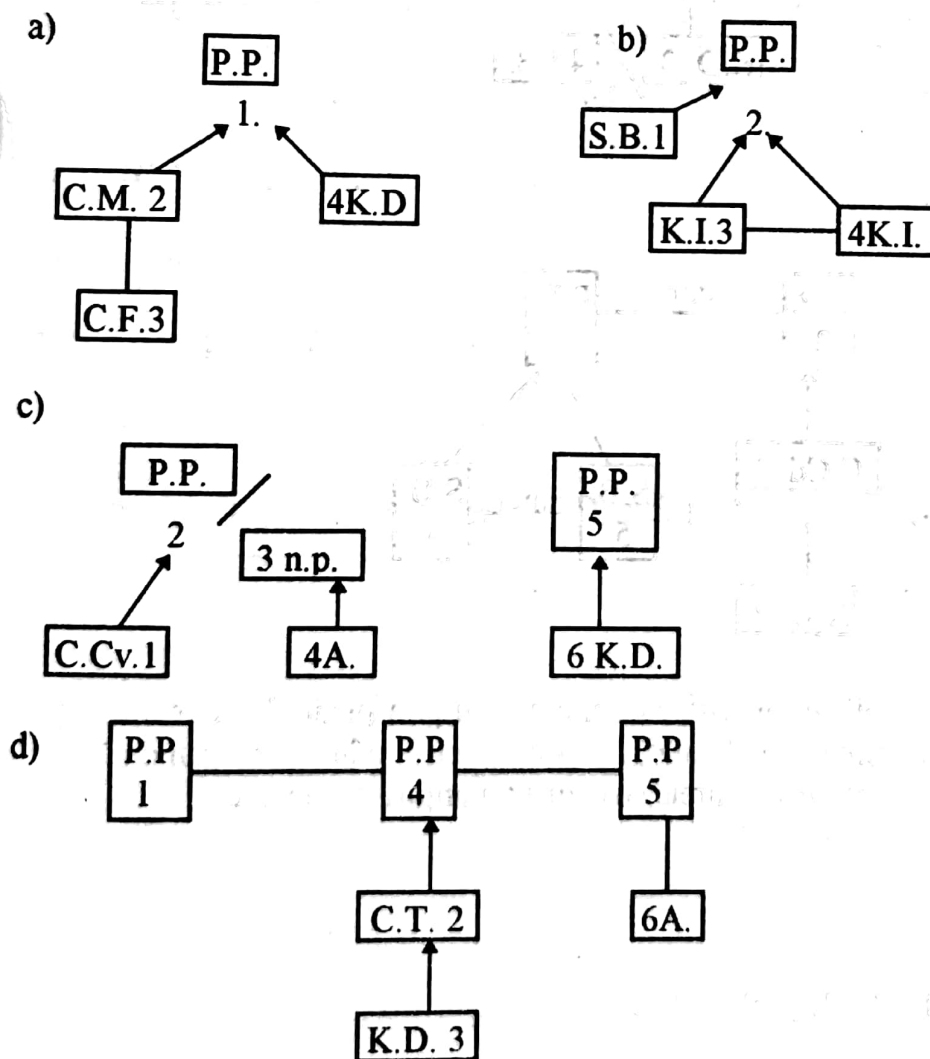 a)
P.P.
1.
C.M. 2
4K.D
C.F.3
b)
P.P.
S.B.1
2.
K.I.3
4K.I.
c)
P.P.
2
3 n.p.
C.Cv.1
4A.
P.P.
5
6 K.D.
d)
P.P
1
P.P
4
P.P
5
C.T. 2
6A.
K.D. 3